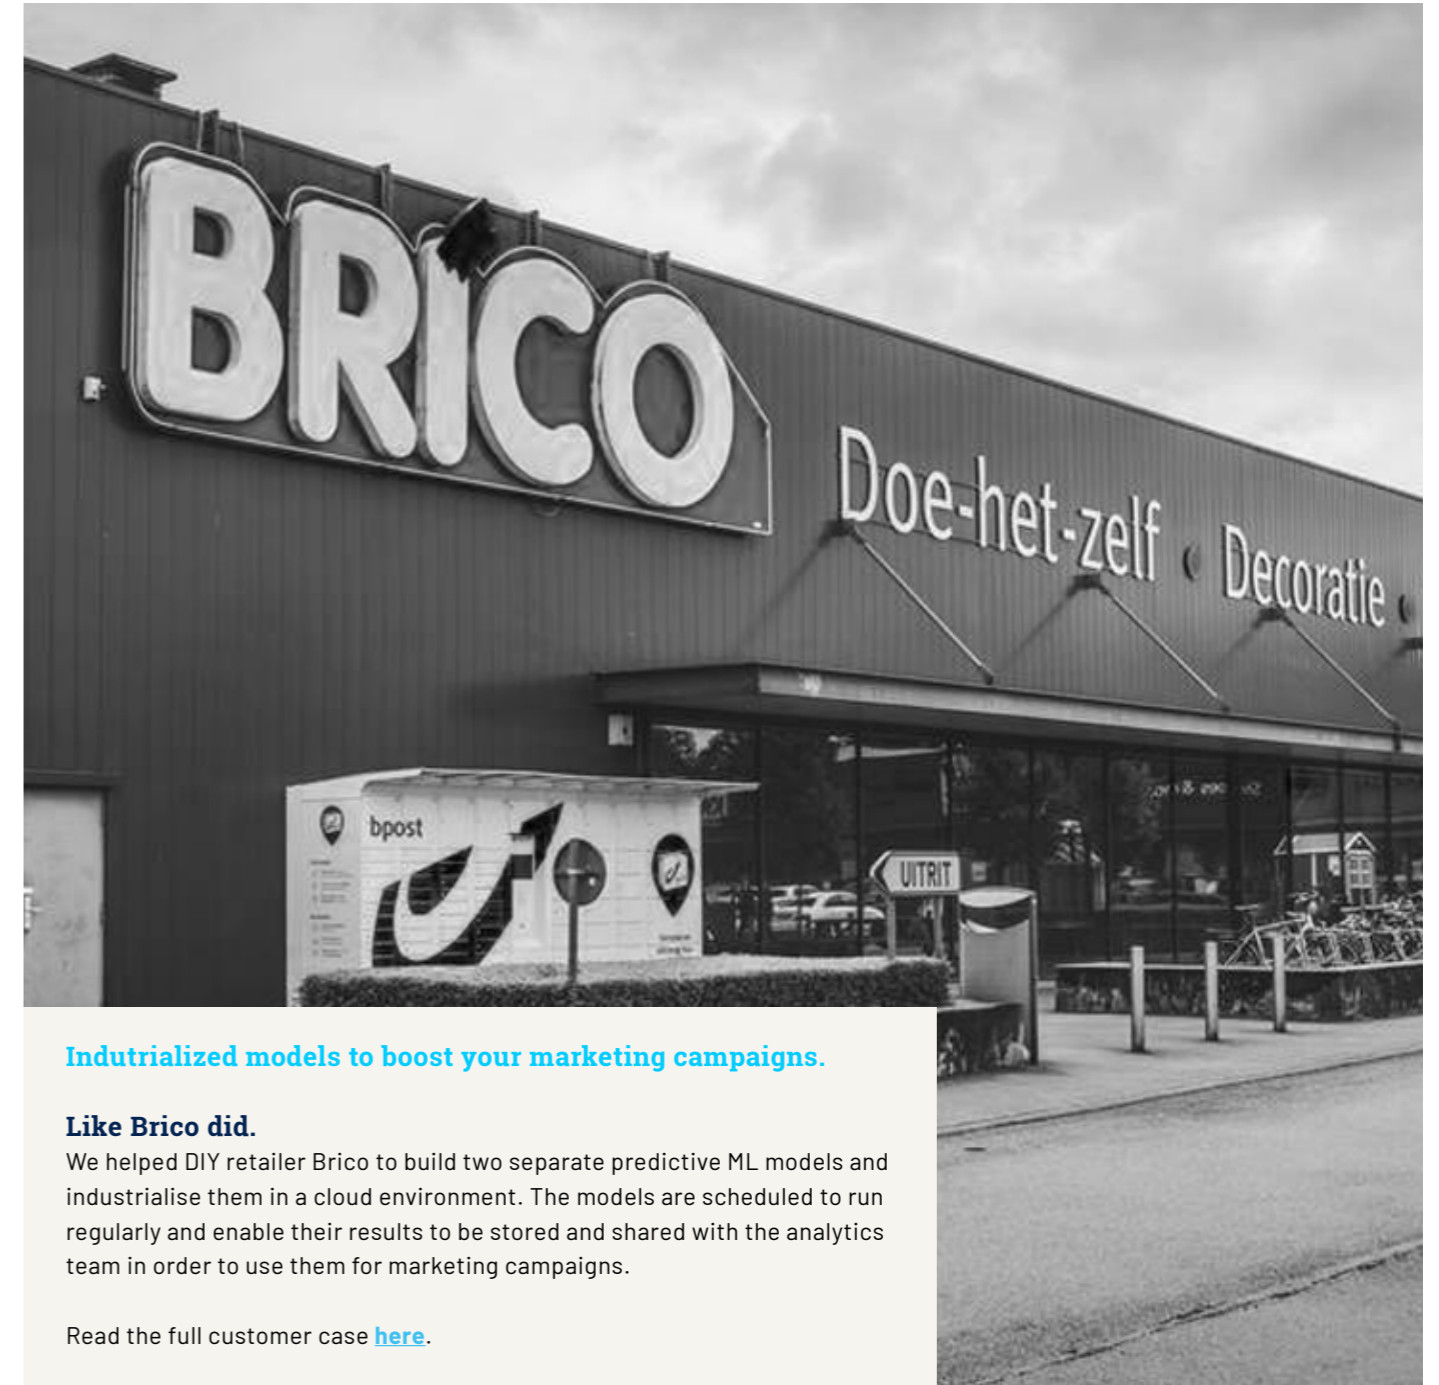 BRICO
Doe-het-zelf
Decoratie
bpost
UITRIT
Indutrialized models to boost your marketing campaigns.
Like Brico did.
We helped DIY retailer Brico to build two separate predictive ML models and
industrialise them in a cloud environment. The models are scheduled to run
regularly and enable their results to be stored and shared with the analytics
team in order to use them for marketing campaigns.
Read the full customer case here.